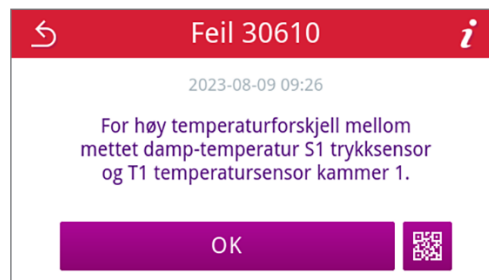 Feil 30610
i
2023-08-09 09:26
For høy temperaturforskjell mellom
mettet damp-temperatur S1 trykksensor
og T1 temperatursensor kammer 1.
OK